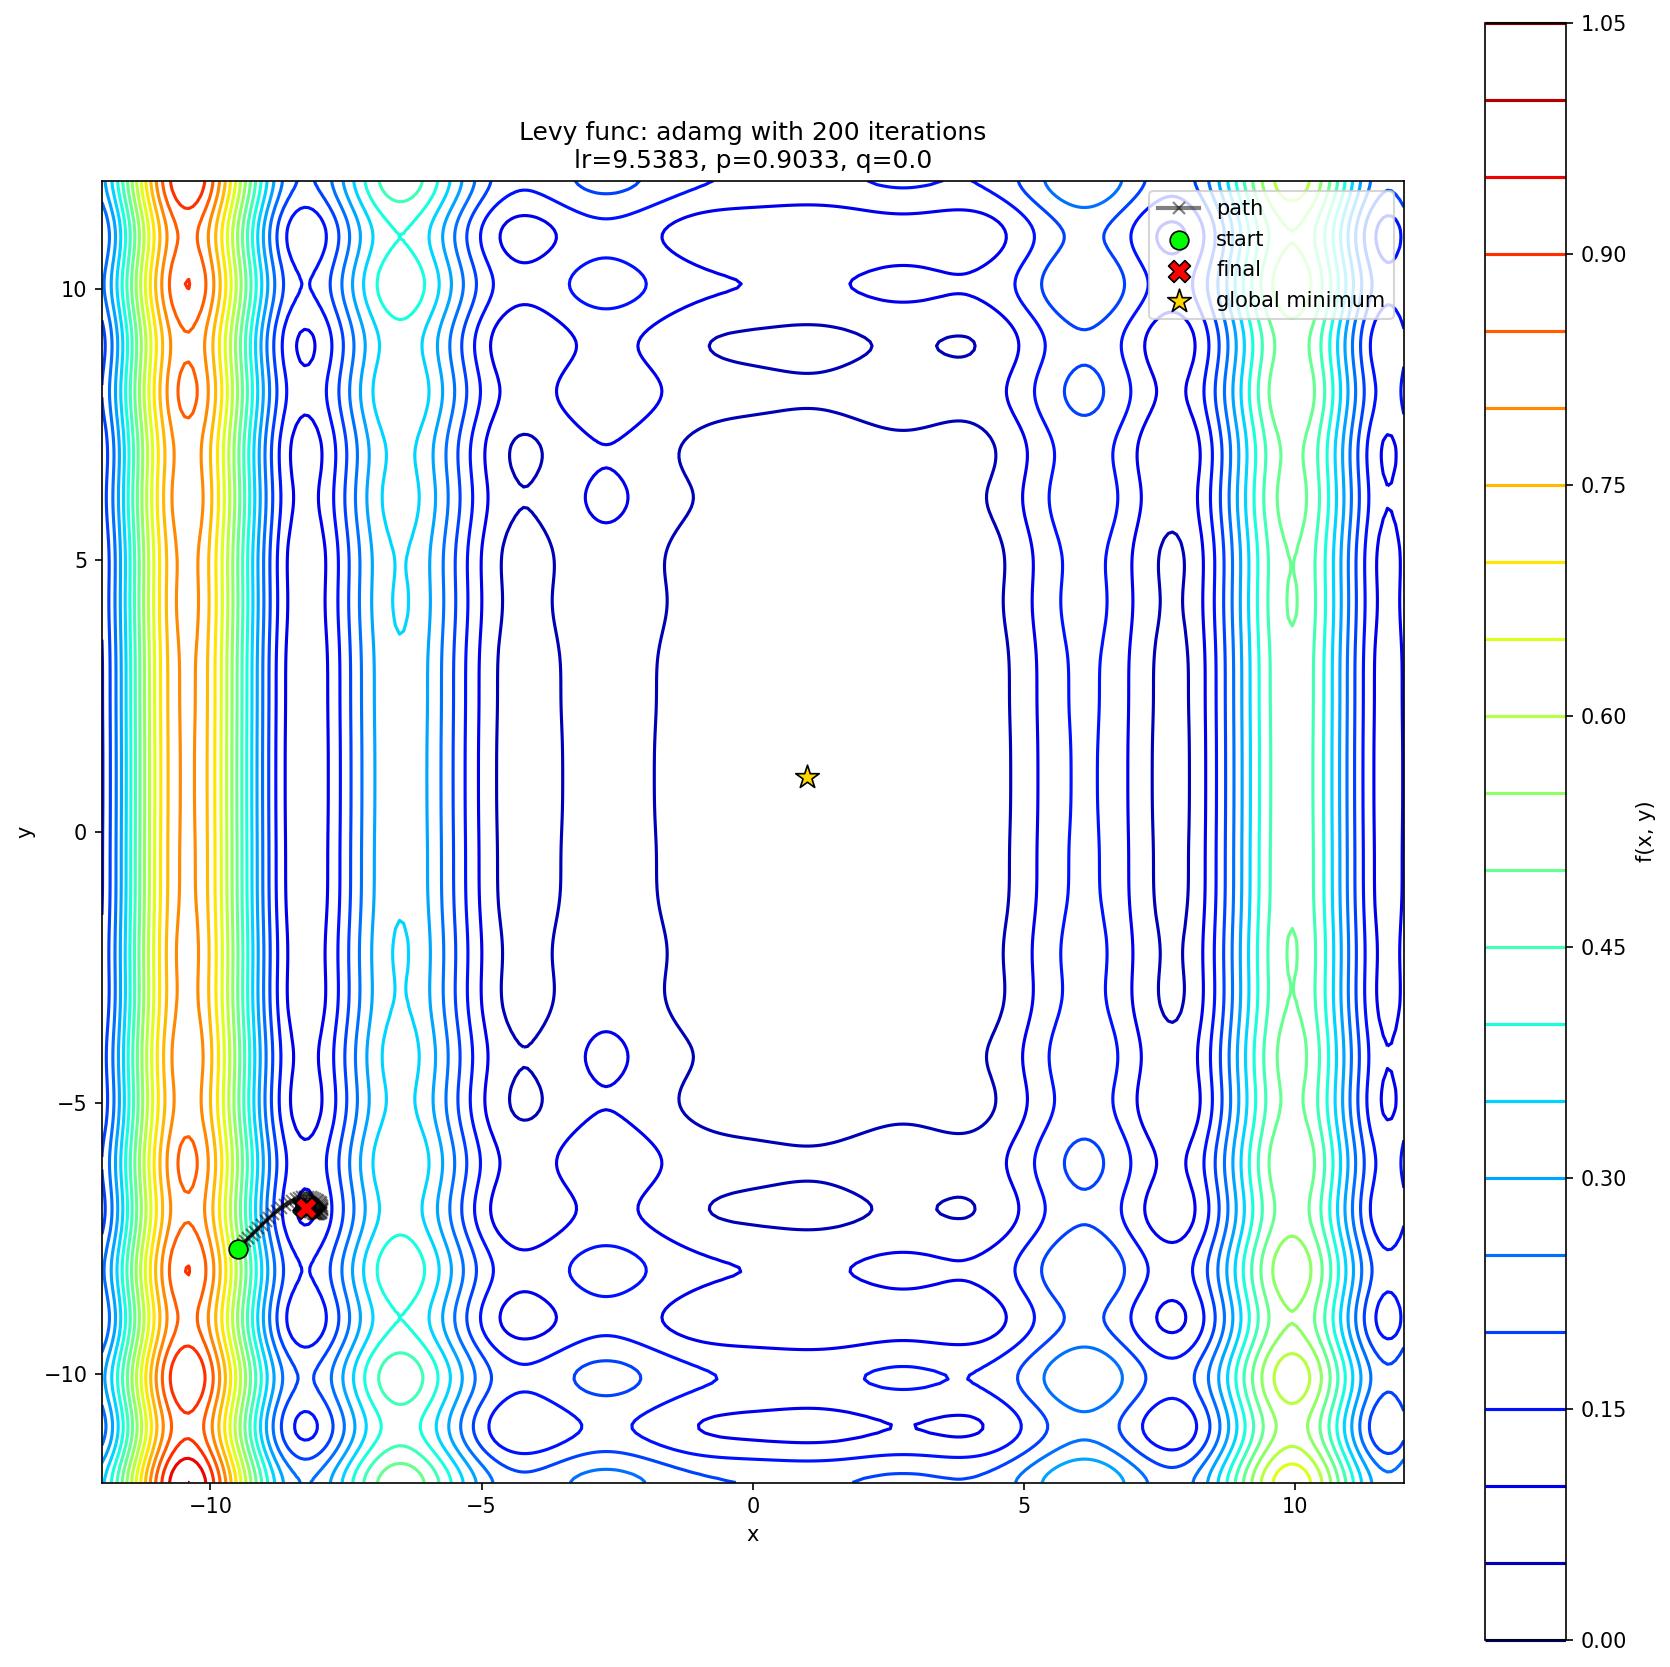 Levy func: adamg with 200 iterations
lr=9.5383, p=0.9033, q=0.0
path
start
final
global minimum
10
5
0
−5
−10
y
−10
−5
0
5
10
x
1.05
0.90
0.75
0.60
0.45
0.30
0.15
0.00
f(x, y)